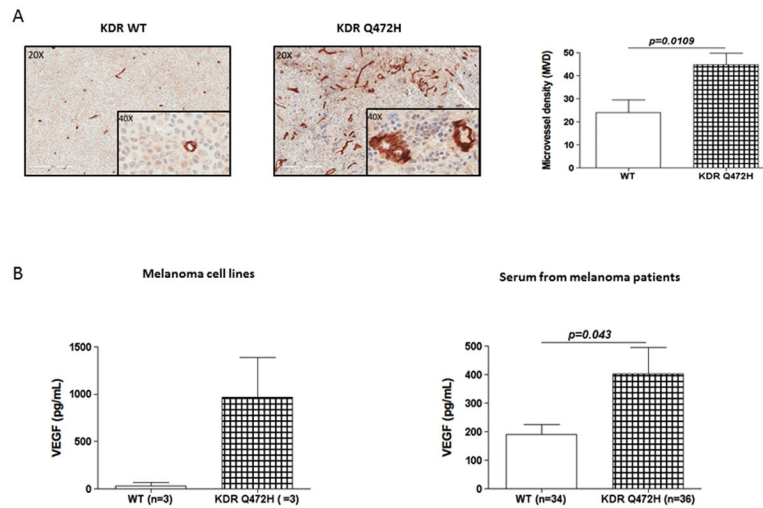 A
KDR WT
KDR Q472H
20X
40X
20X
40X
p=0.0109
Microvessel density (MVD)
50
40
30
20
10
0
WT
KDR Q472H
B
Melanoma cell lines
Serum from melanoma patients
VEGF (pg/mL)
1500
1000
500
0
WT (n=3)
KDR Q472H ( =3)
p=0.043
VEGF (pg/mL)
500
400
300
200
100
0
WT (n=34)
KDR Q472H (n=36)